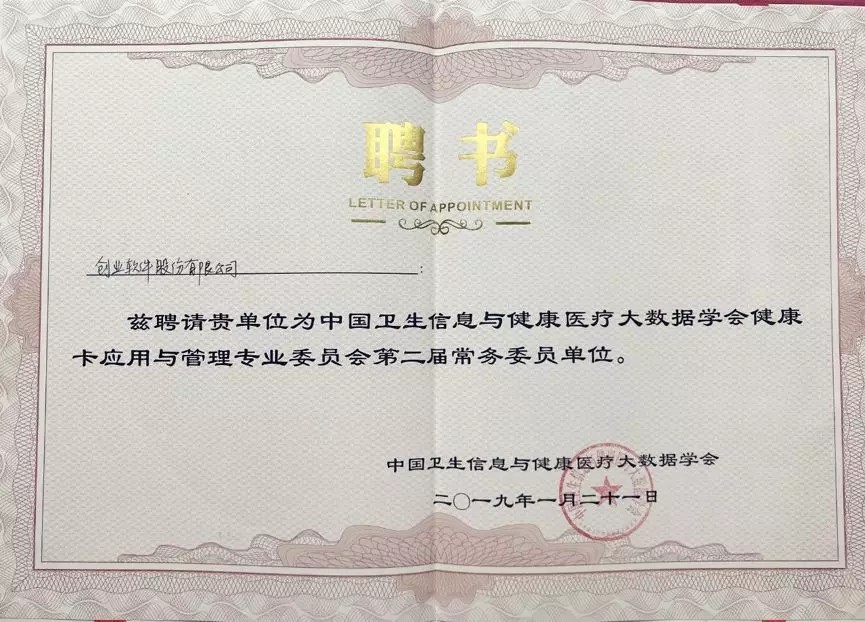 聘书
LETTER OF APPOINTMENT
创业软件股份有限公司:
兹聘请贵单位为中国卫生信息与健康医疗大数据学会健康
卡应用与管理专业委员会第二届常务委员单位。
中国卫生信息与健康医疗大数据学会
二〇一九年一月二十一日